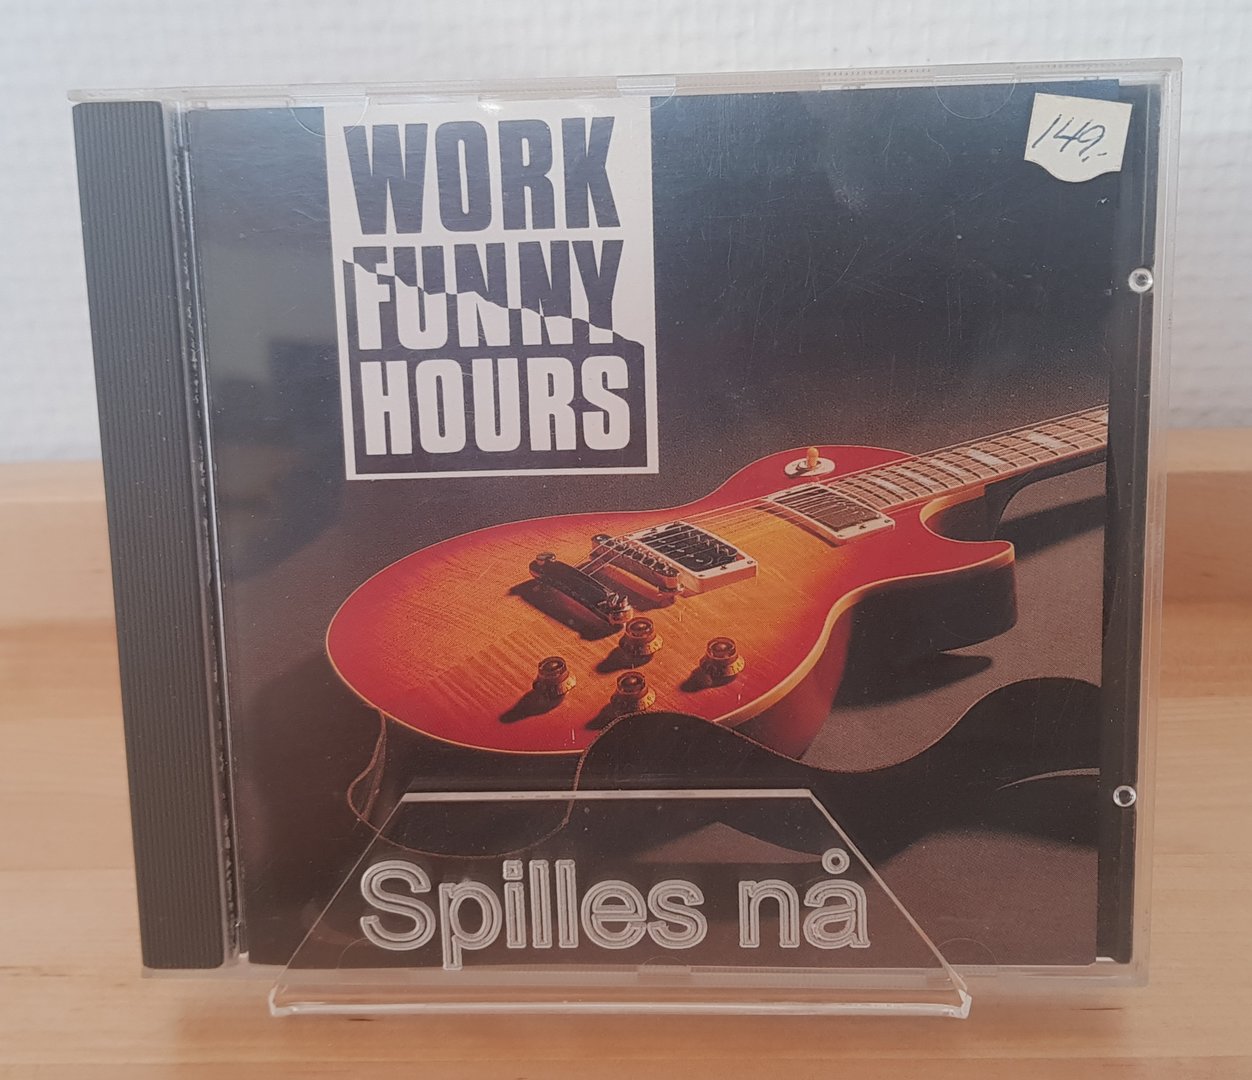 WORK
FUNNY
HOURS
149,-
Spilles nå